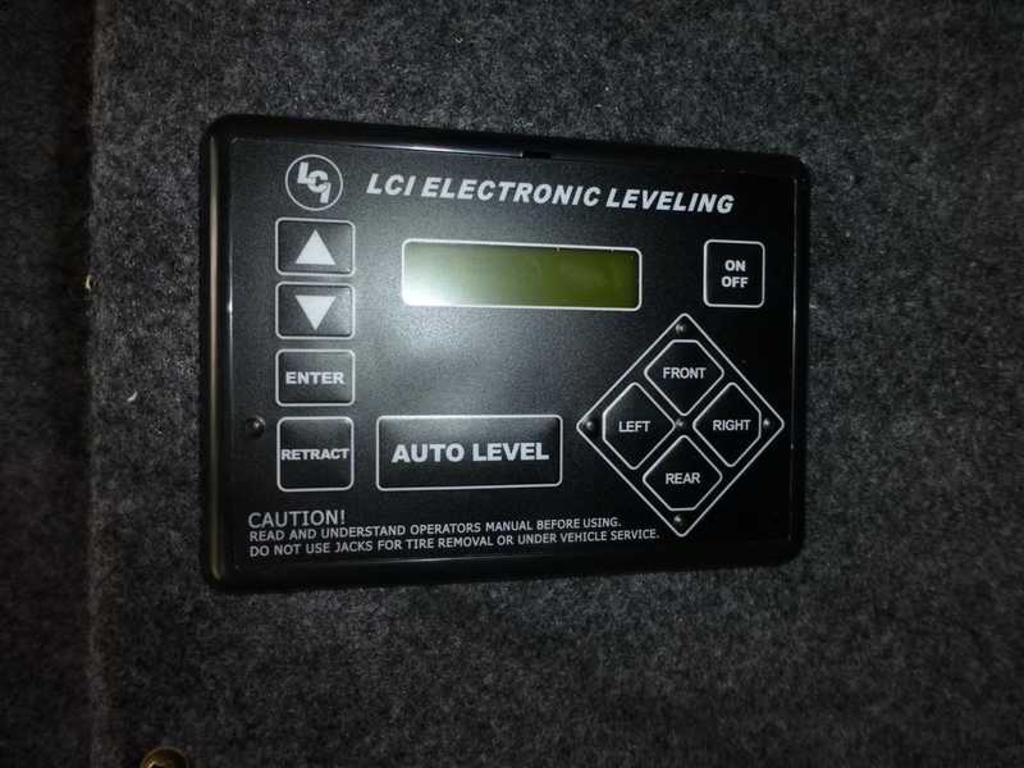 LCI
LCI ELECTRONIC LEVELING
ON
OFF
ENTER
RETRACT
AUTO LEVEL
FRONT
LEFT
RIGHT
REAR
CAUTION!
READ AND UNDERSTAND OPERATORS MANUAL BEFORE USING.
DO NOT USE JACKS FOR TIRE REMOVAL OR UNDER VEHICLE SERVICE.